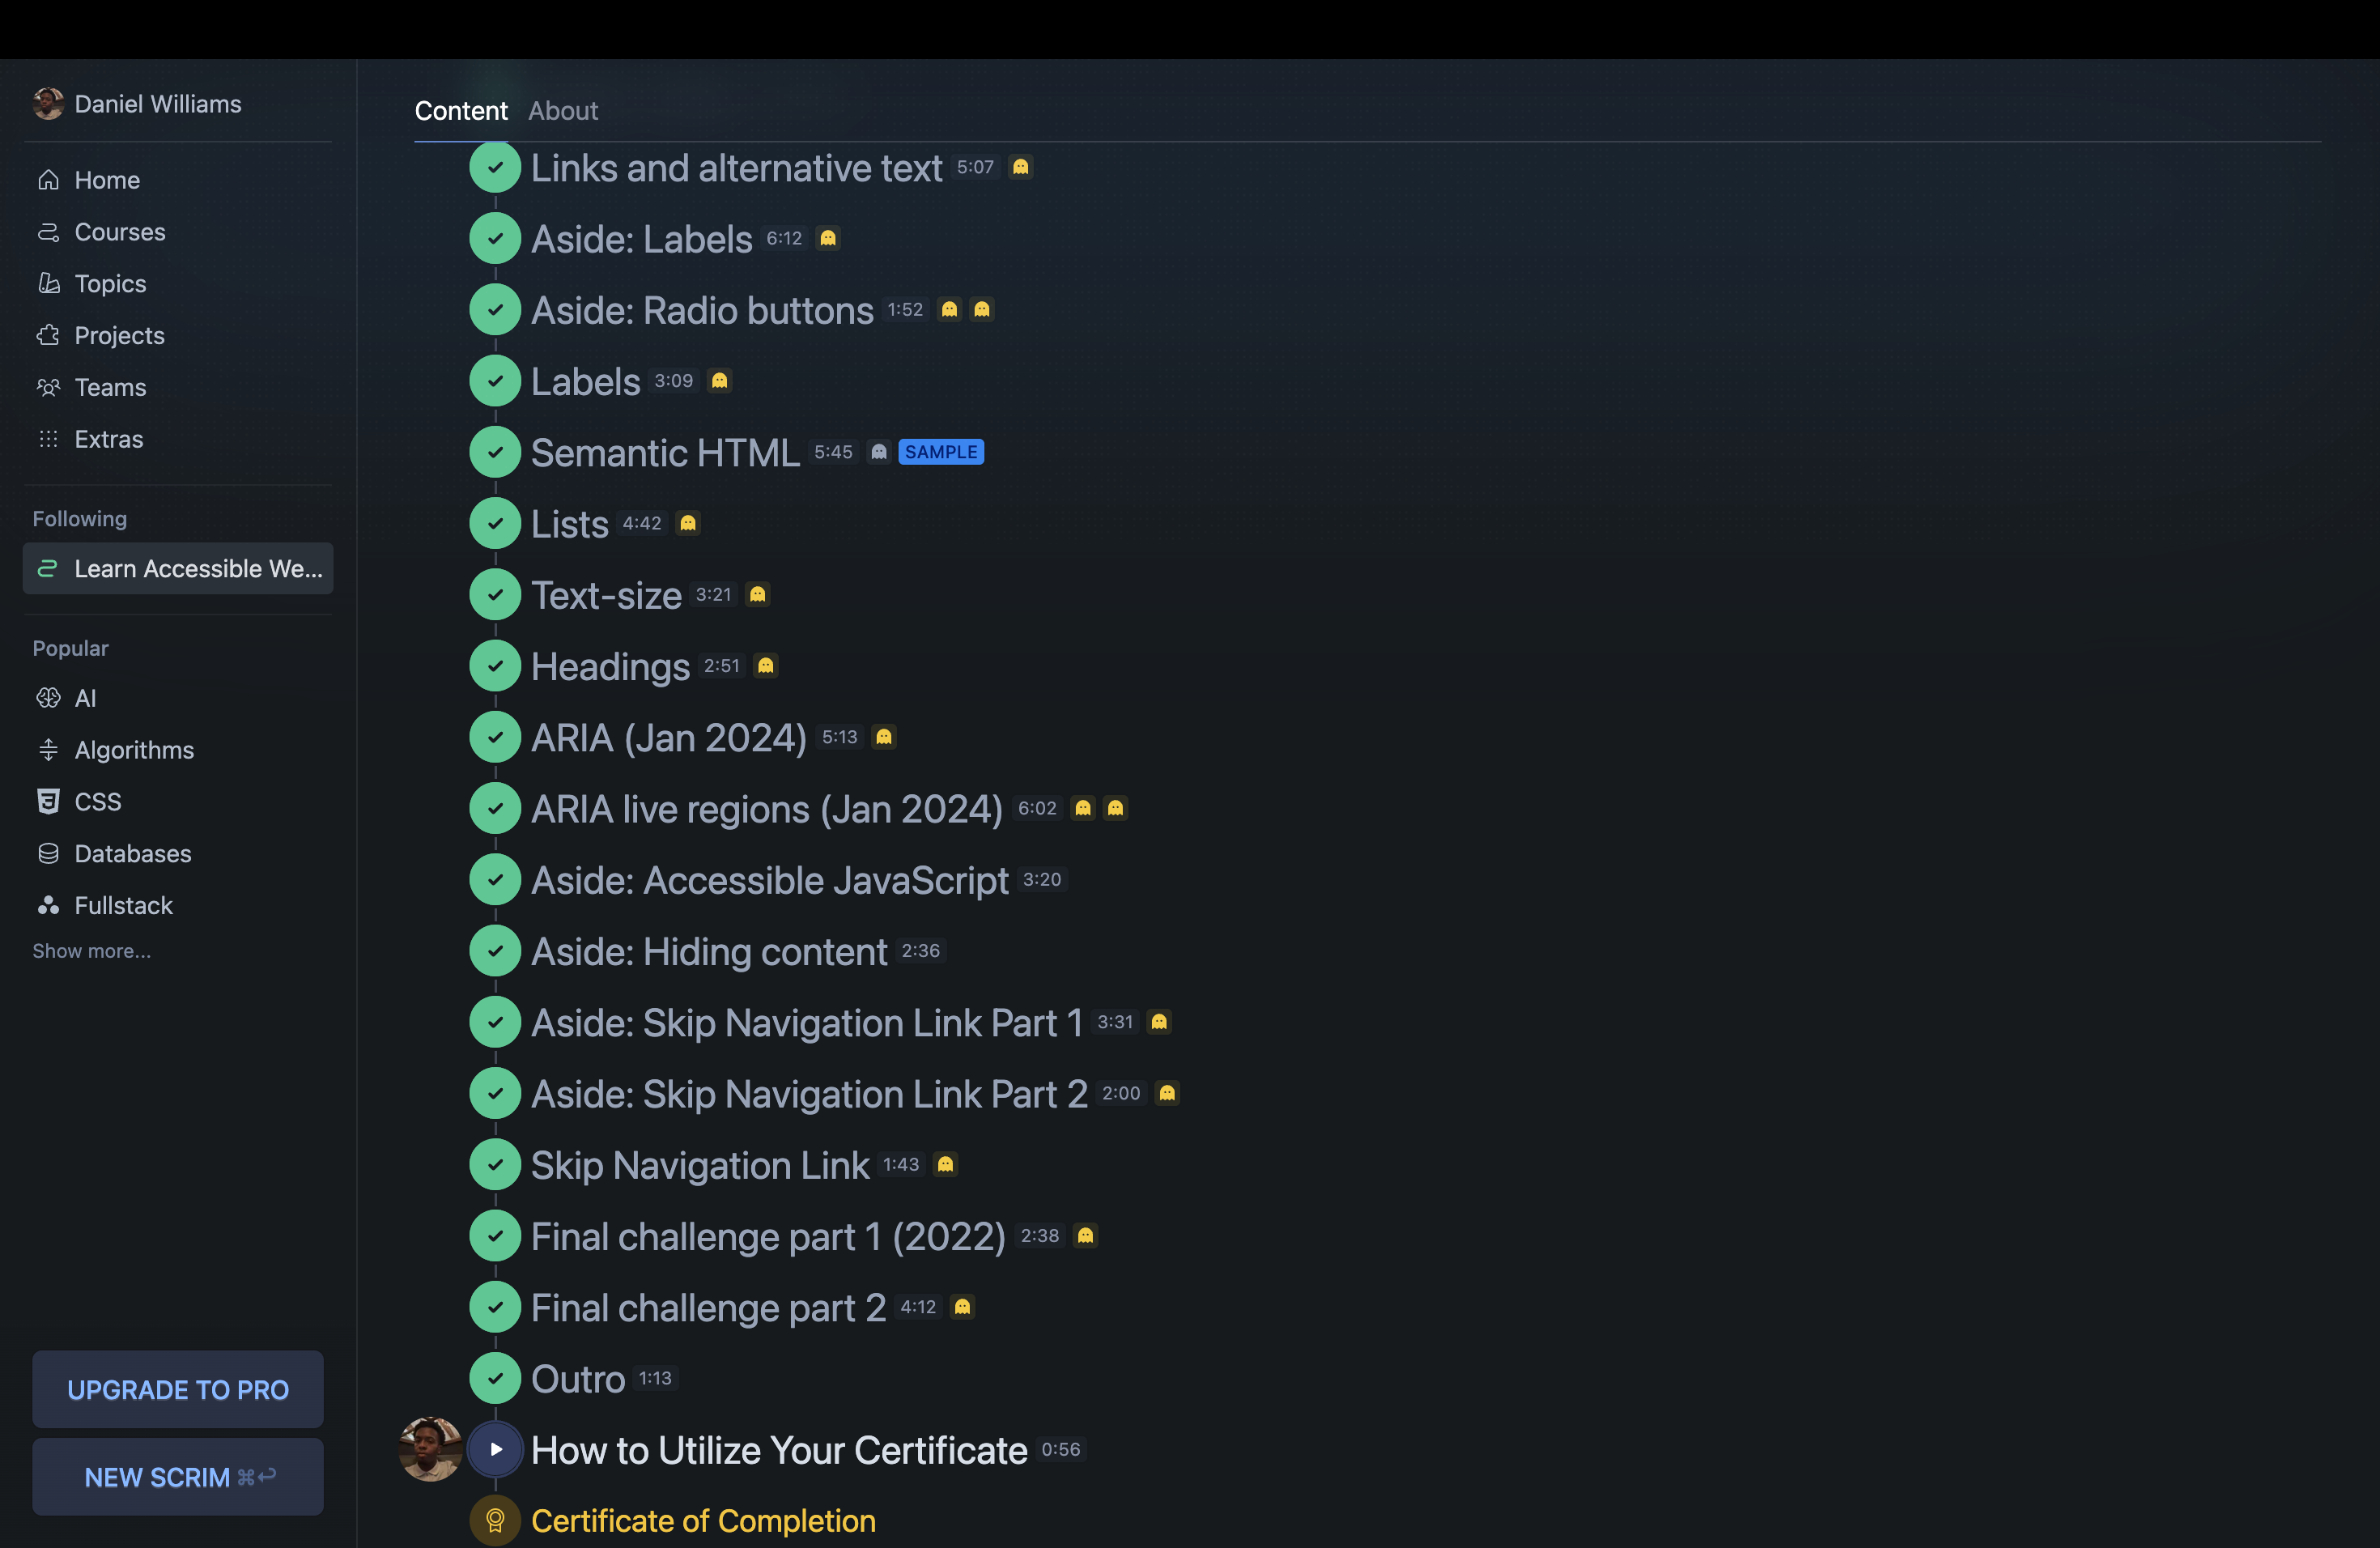 Daniel Williams
Home
Courses
Topics
Projects
Teams
Extras
Following
Learn Accessible We...
Popular
AI
Algorithms
CSS
Databases
Fullstack
Show more...
UPGRADE TO PRO
NEW SCRIM ⌘↩
Content About
Links and alternative text 5:07
Aside: Labels 6:12
Aside: Radio buttons 1:52
Labels 3:09
Semantic HTML 5:45 SAMPLE
Lists 4:42
Text-size 3:21
Headings 2:51
ARIA (Jan 2024) 5:13
ARIA live regions (Jan 2024) 6:02
Aside: Accessible JavaScript 3:20
Aside: Hiding content 2:36
Aside: Skip Navigation Link Part 1 3:31
Aside: Skip Navigation Link Part 2 2:00
Skip Navigation Link 1:43
Final challenge part 1 (2022) 2:38
Final challenge part 2 4:12
Outro 1:13
How to Utilize Your Certificate 0:56
Certificate of Completion